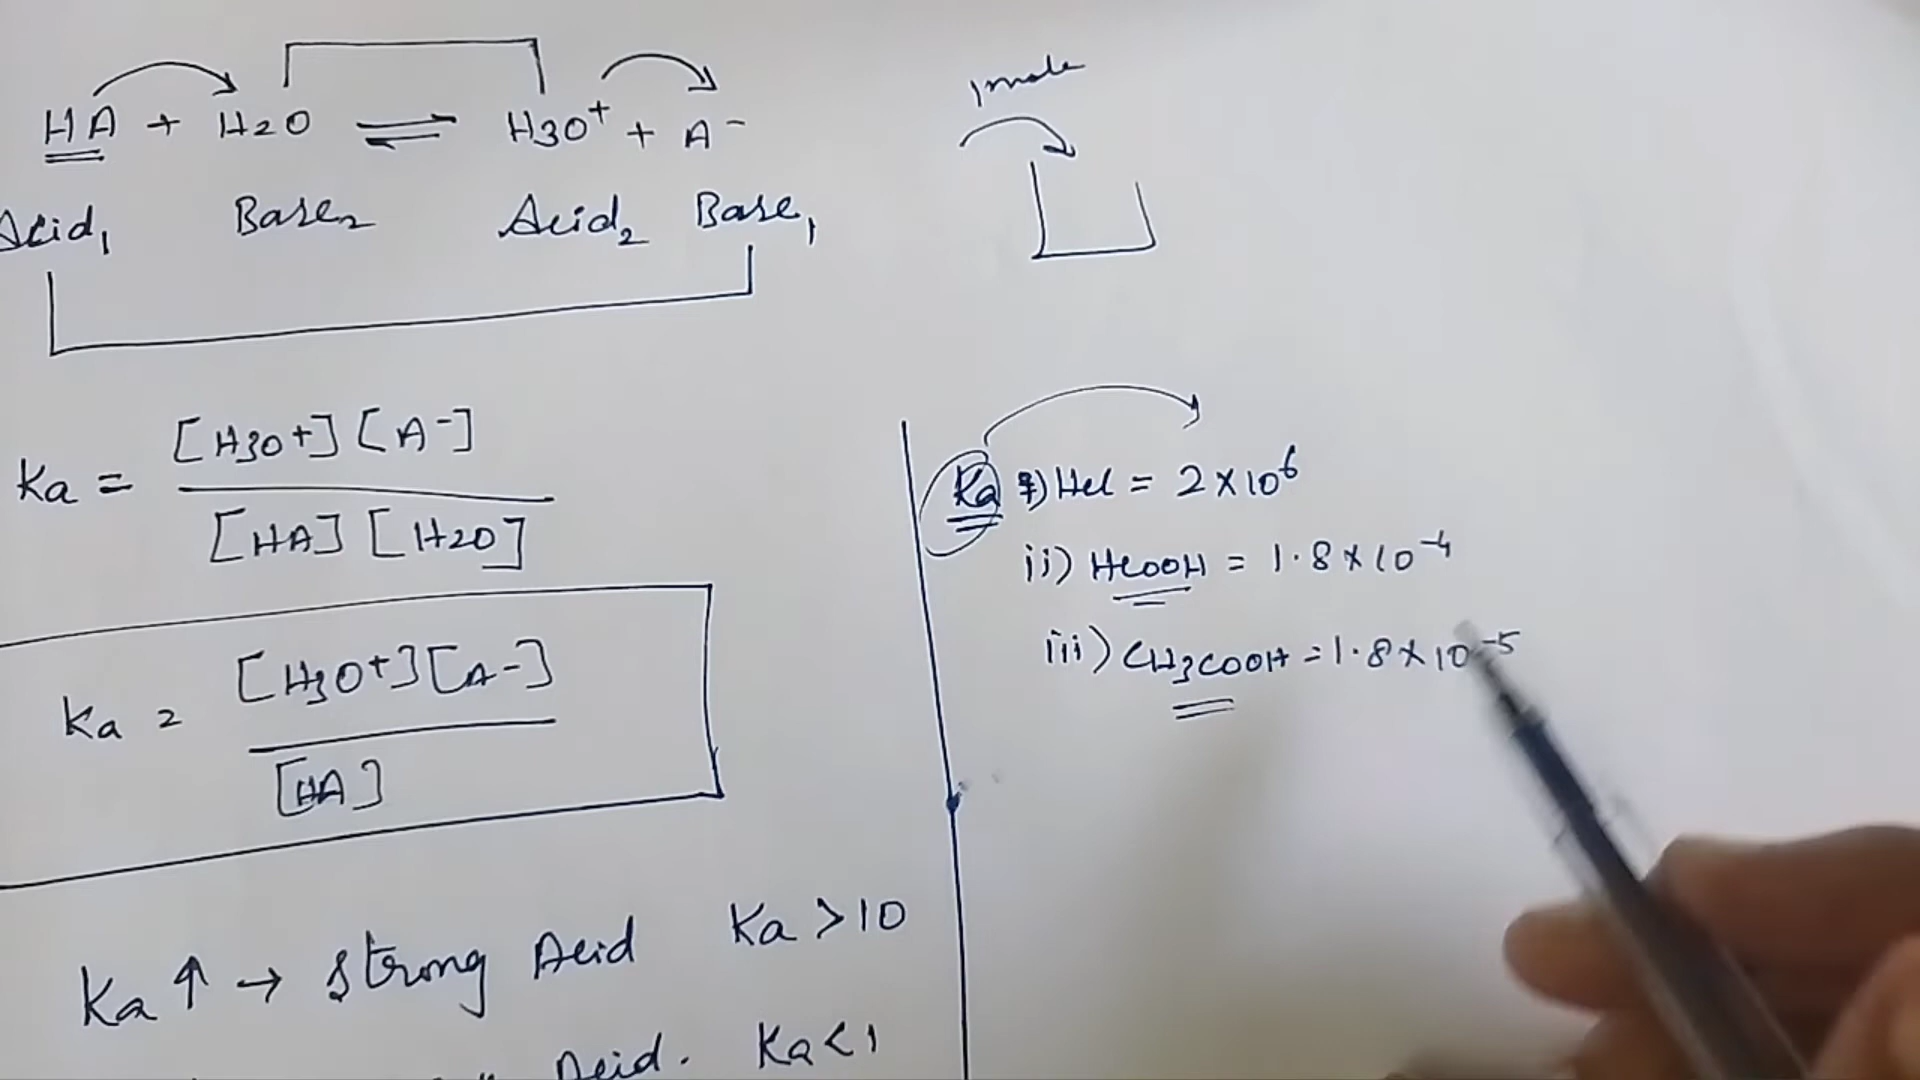 HA + H2O ⇌ H3O+ + A-
Acid1 Base2 Acid2 Base1
1 mole
Ka = [H3O+] [A-] / [HA] [H2O]
Ka = [H3O+] [A-] / [HA]
Ka ↑ → strong Acid Ka > 10
Acid. Ka < 1
Ka i) HCl = 2 × 10^6
ii) HCOOH = 1.8 × 10^-4
iii) CH3COOH = 1.8 × 10^-5